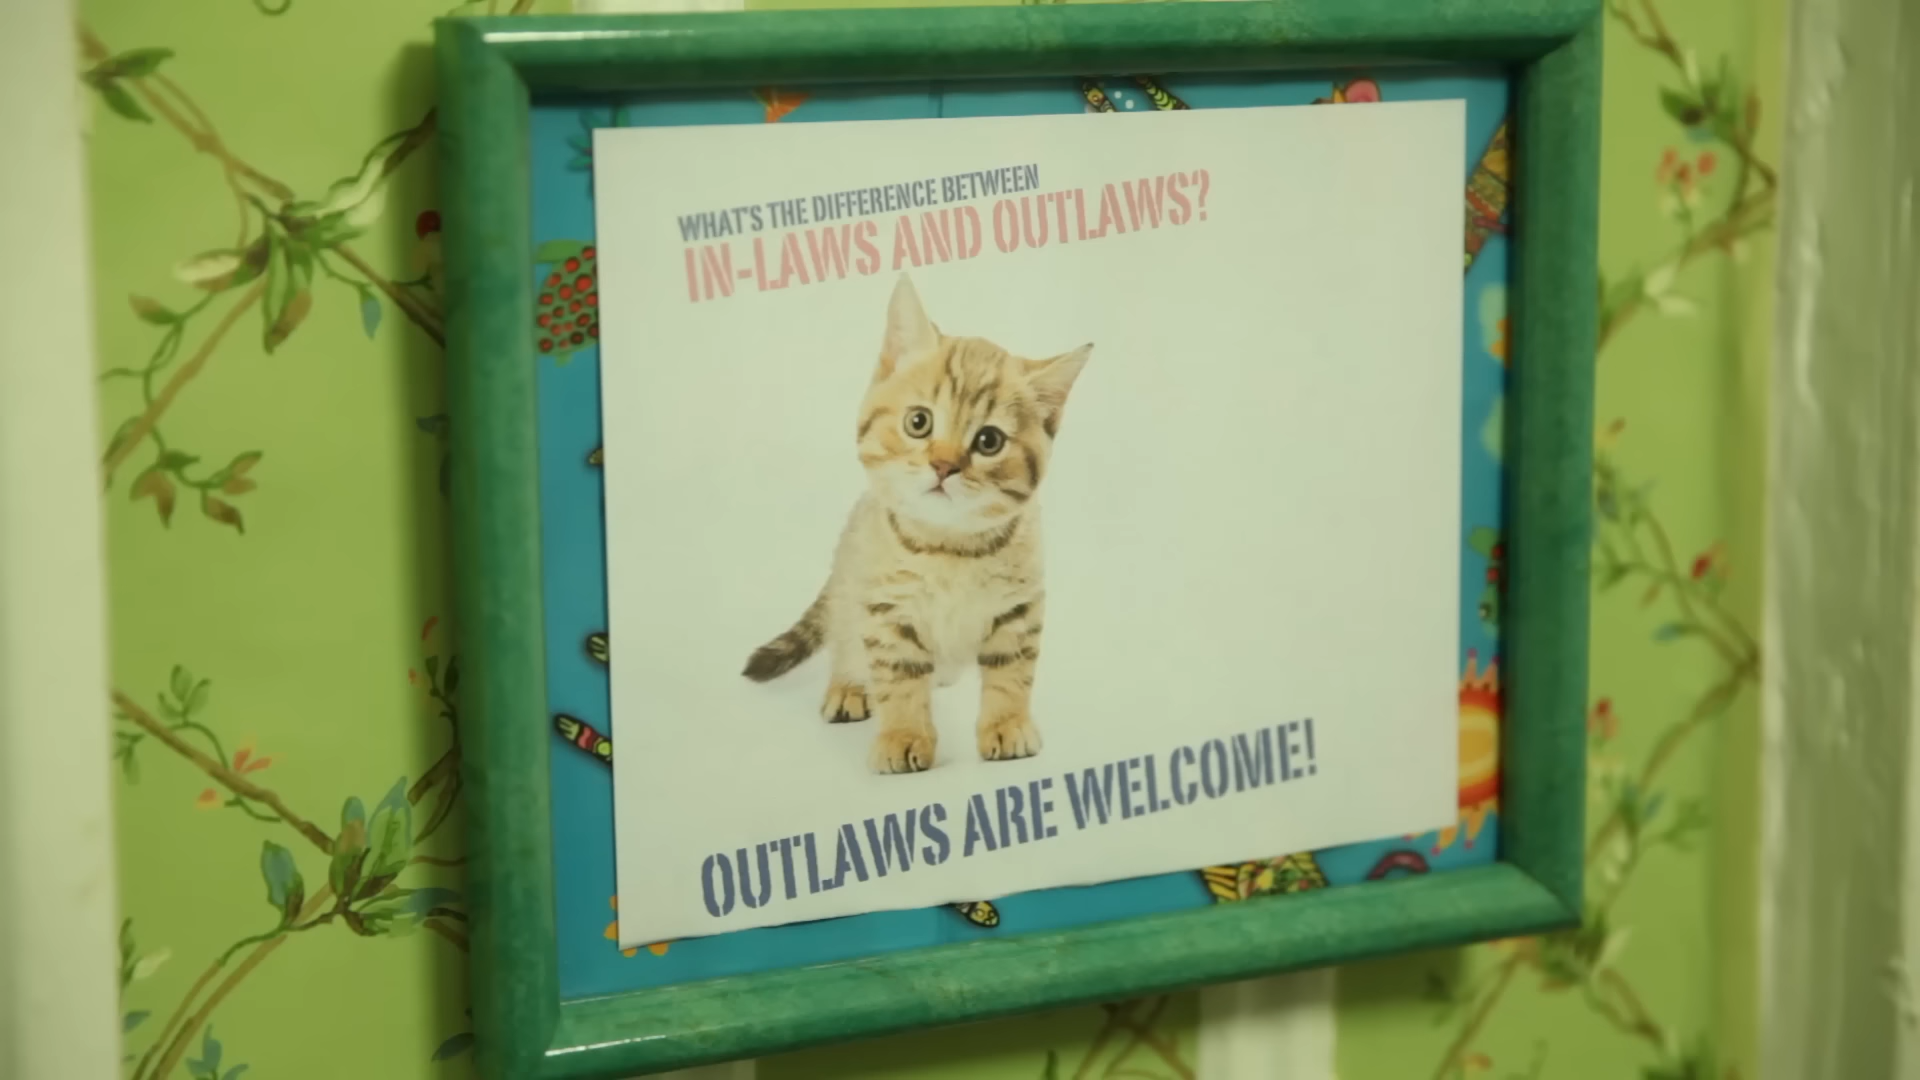 WHAT'S THE DIFFERENCE BETWEEN
IN-LAWS AND OUTLAWS?
OUTLAWS ARE WELCOME!